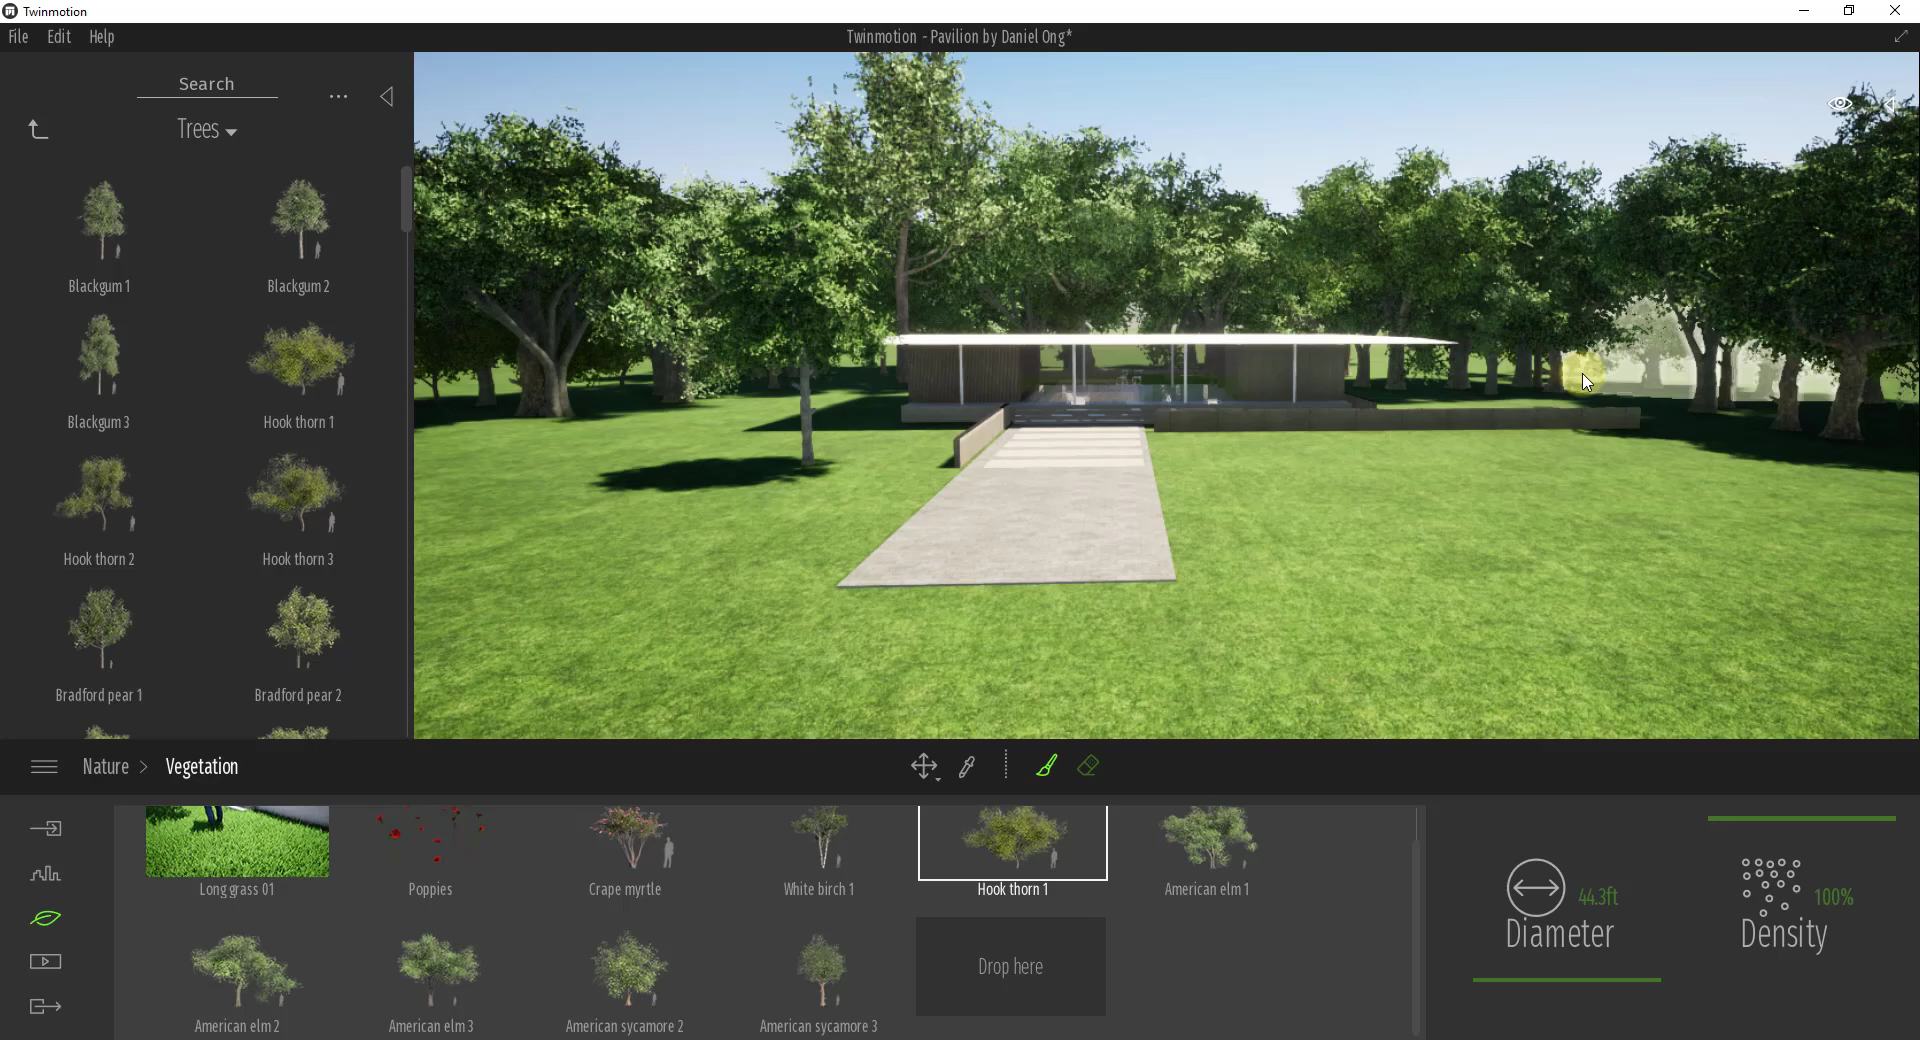 Twinmotion
File Edit Help
Twinmotion - Pavilion by Daniel Ong*
Search
...
Trees
Blackgum 1
Blackgum 2
Blackgum 3
Hook thorn 1
Hook thorn 2
Hook thorn 3
Bradford pear 1
Bradford pear 2
Nature > Vegetation
Long grass 01
Poppies
Crape myrtle
White birch 1
Hook thorn 1
American elm 1
American elm 2
American elm 3
American sycamore 2
American sycamore 3
Drop here
44.3ft
Diameter
100%
Density